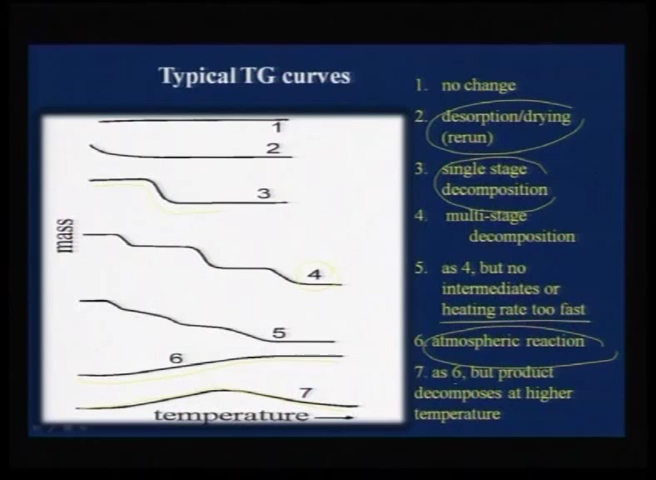 Typical TG curves
1. no change
2. desorption/drying
(rerun)
3. single stage
decomposition
4. multi-stage
decomposition
5. as 4, but no
intermediates or
heating rate too fast
6. atmospheric reaction
7. as 6, but product
decomposes at higher
temperature
mass
1
2
3
4
5
6
7
temperature